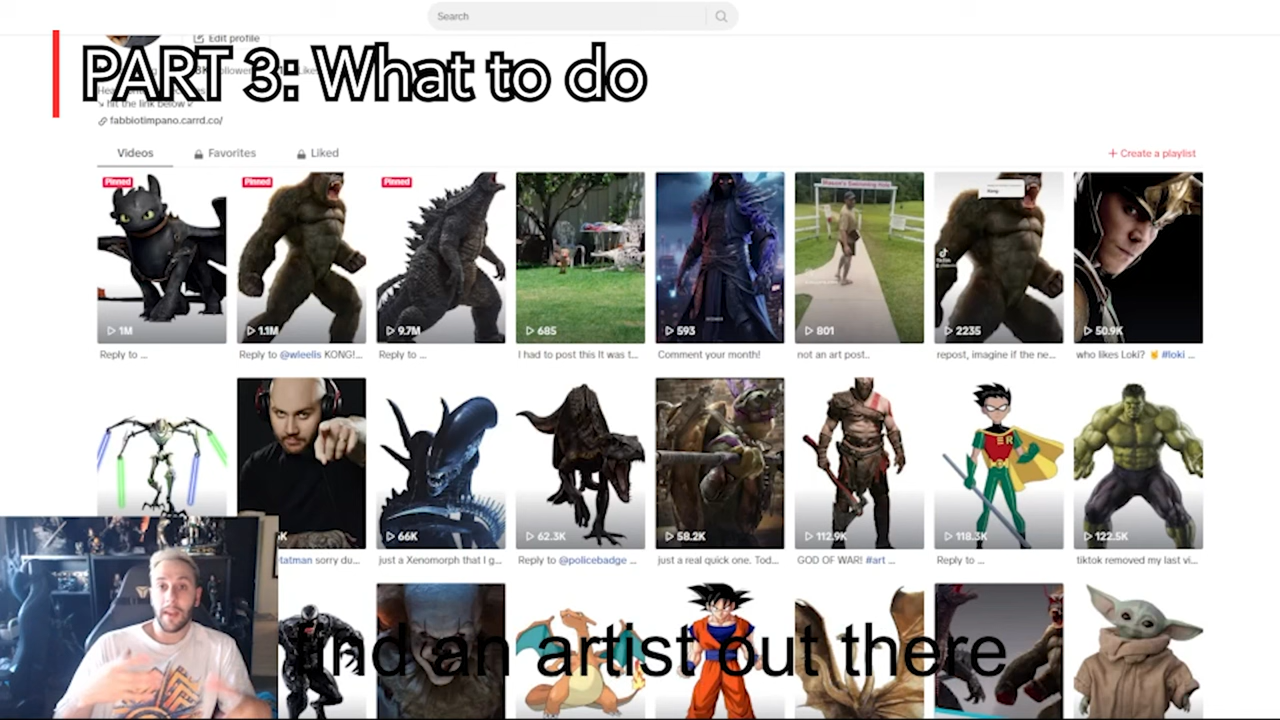 Search
Edit profile
PART 3: What to do
hit the link below
fabbiotimpano.carrd.co/
Videos
Favorites
Liked
+ Create a playlist
Pinned
Pinned
Pinned
1M
1.1M
9.7M
685
593
801
2235
50.9K
Reply to ...
Reply to @wleelis KONG!...
Reply to ...
I had to post this It was t...
Comment your month!
not an art post..
repost, imagine if the ne...
who likes Loki? 🤘 #loki ...
66K
62.3K
58.2K
112.9K
118.3K
122.5K
tatman sorry du...
just a Xenomorph that I g...
Reply to @policebadge ...
just a real quick one. Tod...
GOD OF WAR! #art ...
Reply to ...
tiktok removed my last vi...
find an artist out there